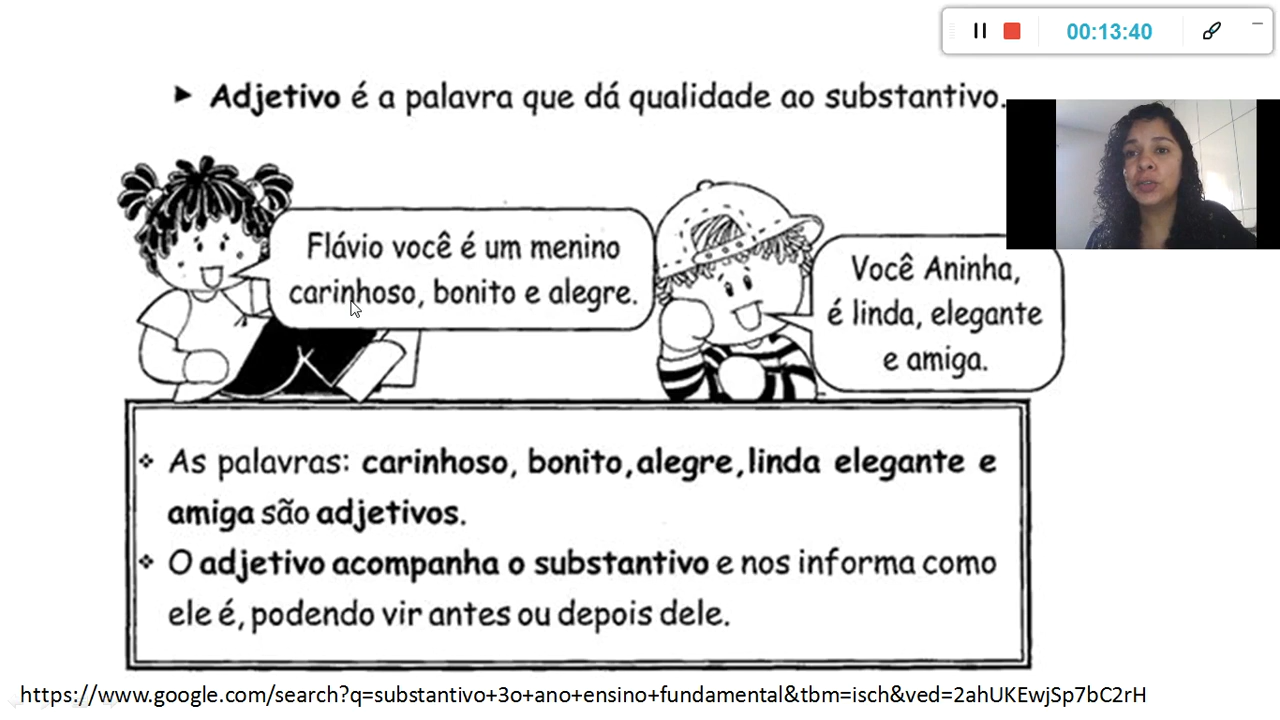 00:13:40
Adjetivo é a palavra que dá qualidade ao substantivo.
Flávio você é um menino
carinhoso, bonito e alegre.
Você Aninha,
é linda, elegante
e amiga.
As palavras: carinhoso, bonito, alegre, linda elegante e
amiga são adjetivos.
O adjetivo acompanha o substantivo e nos informa como
ele é, podendo vir antes ou depois dele.
https://www.google.com/search?q=substantivo+3o+ano+ensino+fundamental&tbm=isch&ved=2ahUKEwjSp7bC2rH